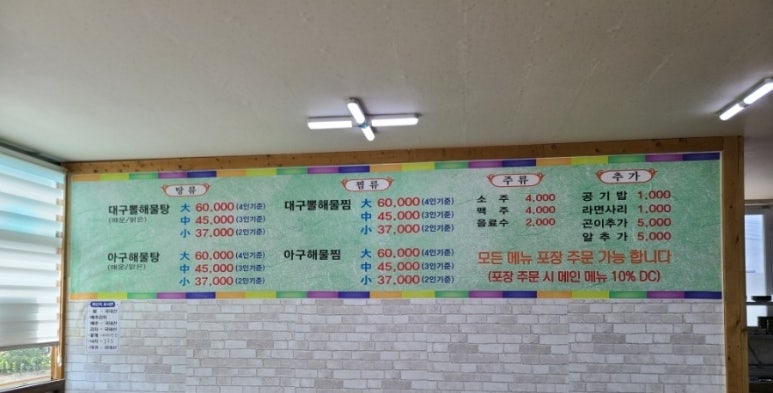 탕류
대구뽈해물탕 大 60,000 (4인기준)
(매운/맑은) 中 45,000 (3인기준)
小 37,000 (2인기준)
아구해물탕 大 60,000 (4인기준)
(매운/맑은) 中 45,000 (3인기준)
小 37,000 (2인기준)
찜류
대구뽈해물찜 大 60,000 (4인기준)
中 45,000 (3인기준)
小 37,000 (2인기준)
아구해물찜 大 60,000 (4인기준)
中 45,000 (3인기준)
小 37,000 (2인기준)
주류
소주 4,000
맥주 4,000
음료수 2,000
추가
공기밥 1,000
라면사리 1,000
곤이추가 5,000
알추가 5,000
모든 메뉴 포장 주문 가능 합니다
(포장 주문 시 메인 메뉴 10% DC)
쌀 - 국내산